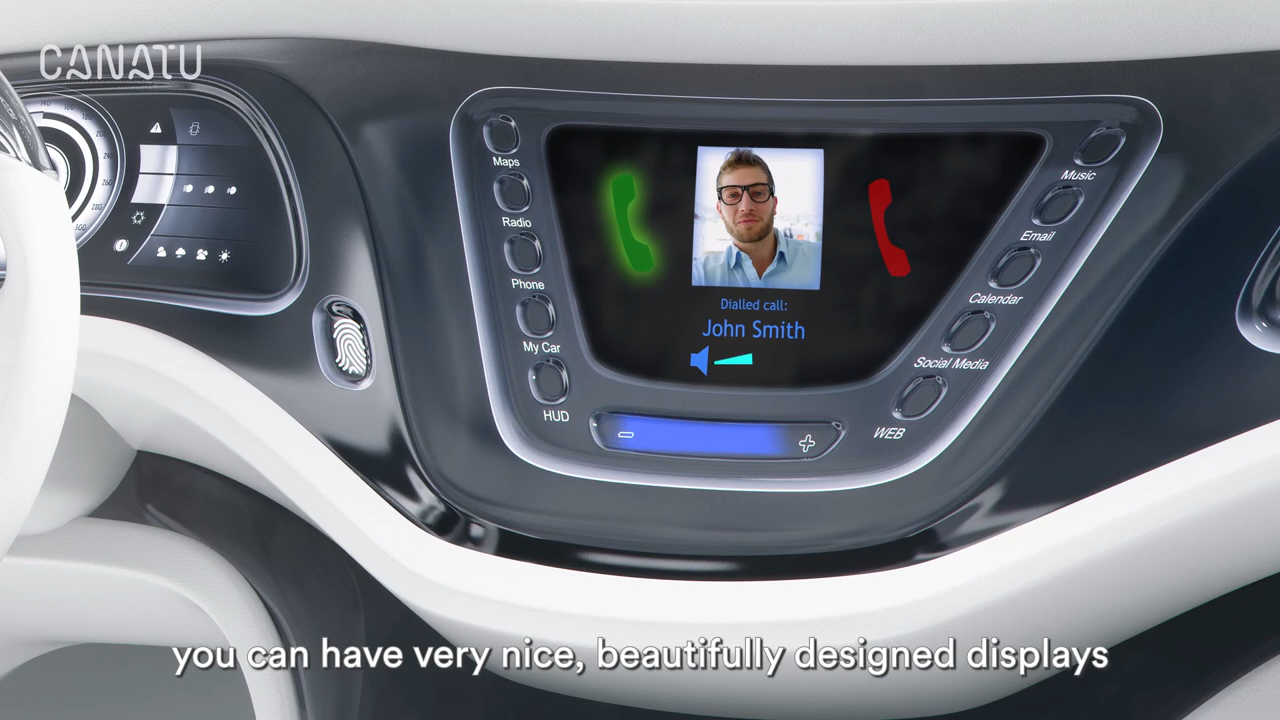 CANATU
Maps
Radio
Phone
My Car
HUD
Dialled call:
John Smith
Music
Email
Calendar
Social Media
WEB
you can have very nice, beautifully designed displays